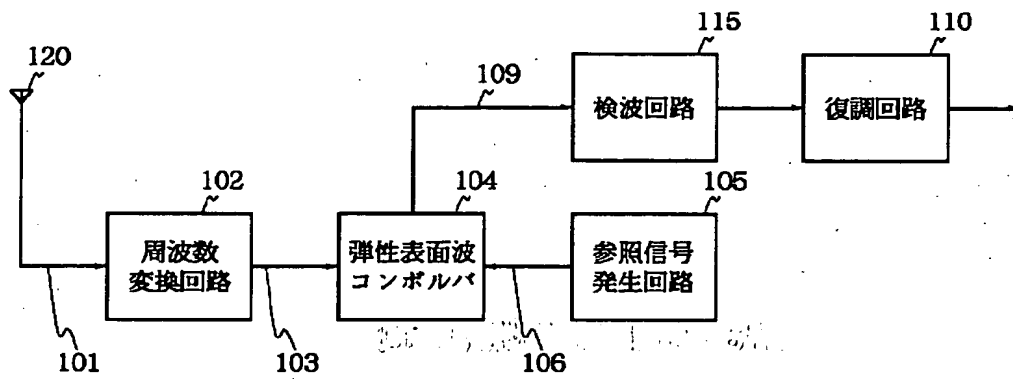 115
110
120
109
検波回路
復調回路
102
104
105
周波数
変換回路
弾性表面波
コンボルバ
参照信号
発生回路
101
103
106